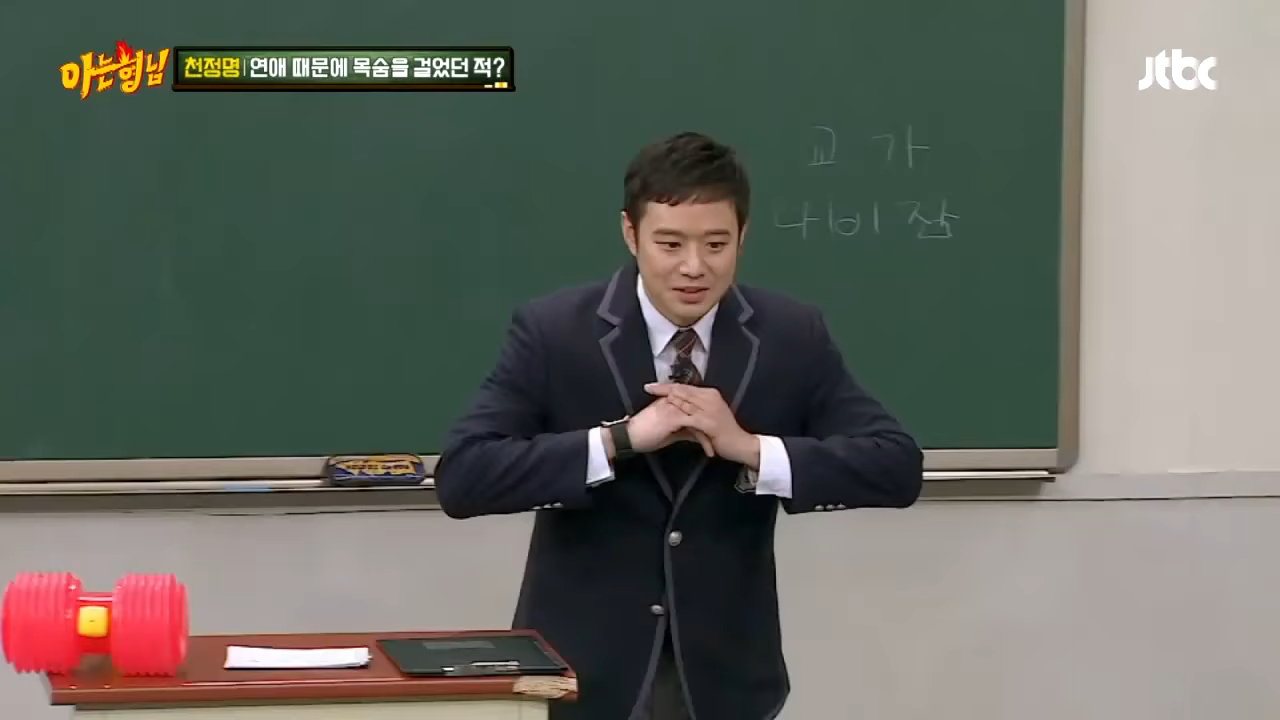 아는형님
천정명 | 연애 때문에 목숨을 걸었던 적?
jtbc
교가
나비잠